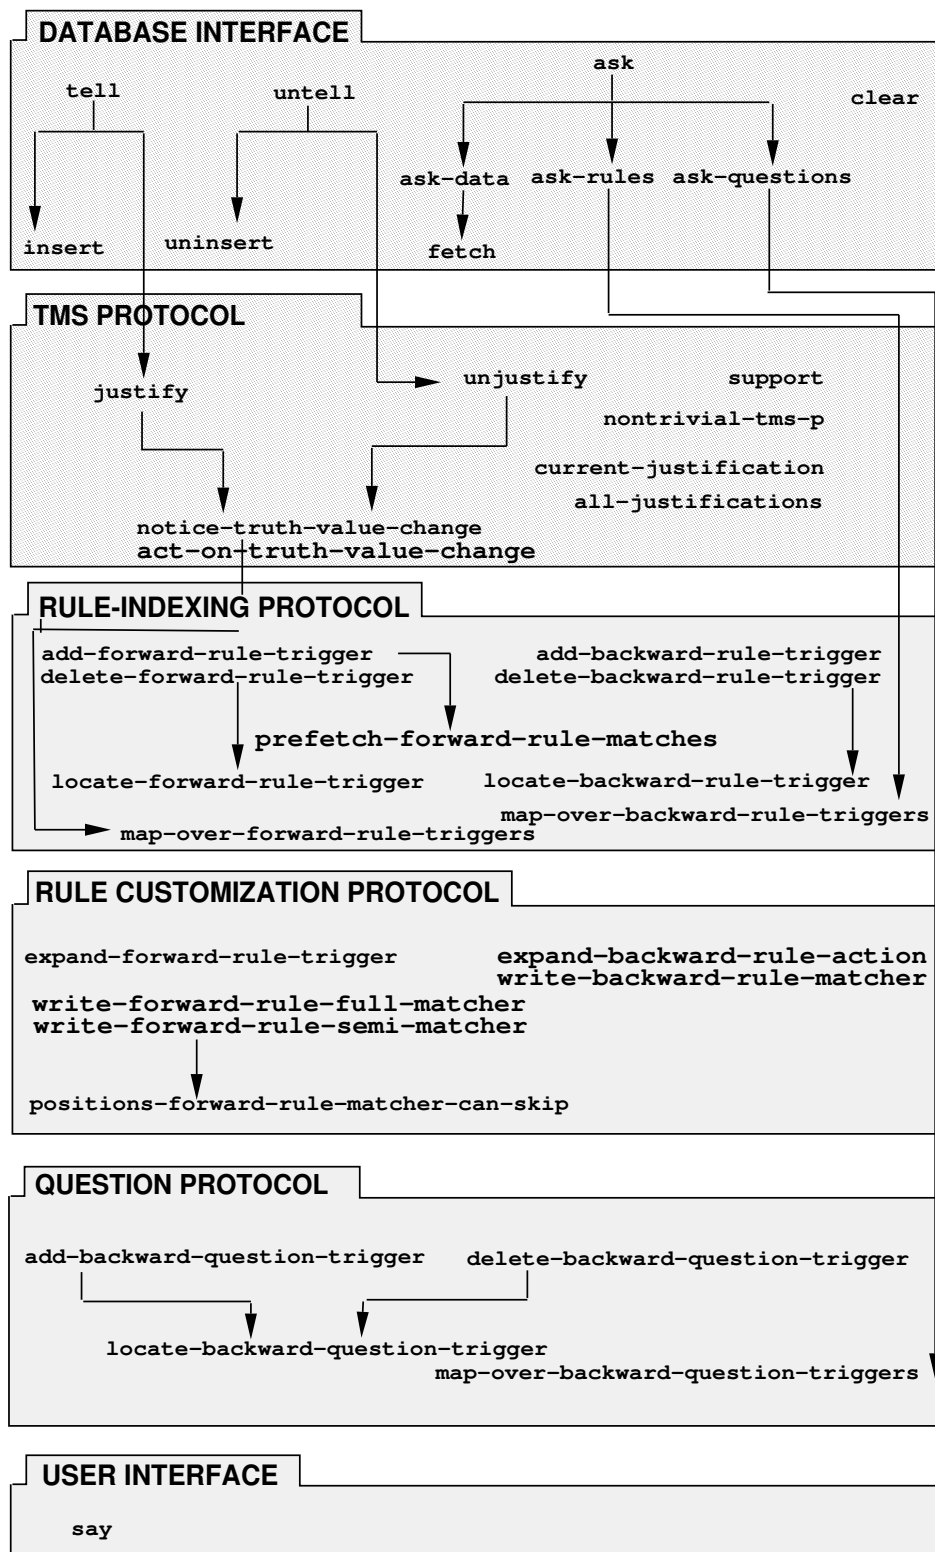 DATABASE INTERFACE
ask
tell untell clear
ask-data ask-rules ask-questions
insert uninsert fetch
TMS PROTOCOL
justify unjustify support
nontrivial-tms-p
current-justification
all-justifications
notice-truth-value-change
act-on-truth-value-change
RULE-INDEXING PROTOCOL
add-forward-rule-trigger add-backward-rule-trigger
delete-forward-rule-trigger delete-backward-rule-trigger
prefetch-forward-rule-matches
locate-forward-rule-trigger locate-backward-rule-trigger
map-over-backward-rule-triggers
map-over-forward-rule-triggers
RULE CUSTOMIZATION PROTOCOL
expand-forward-rule-trigger expand-backward-rule-action
write-backward-rule-matcher
write-forward-rule-full-matcher
write-forward-rule-semi-matcher
positions-forward-rule-matcher-can-skip
QUESTION PROTOCOL
add-backward-question-trigger delete-backward-question-trigger
locate-backward-question-trigger
map-over-backward-question-triggers
USER INTERFACE
say